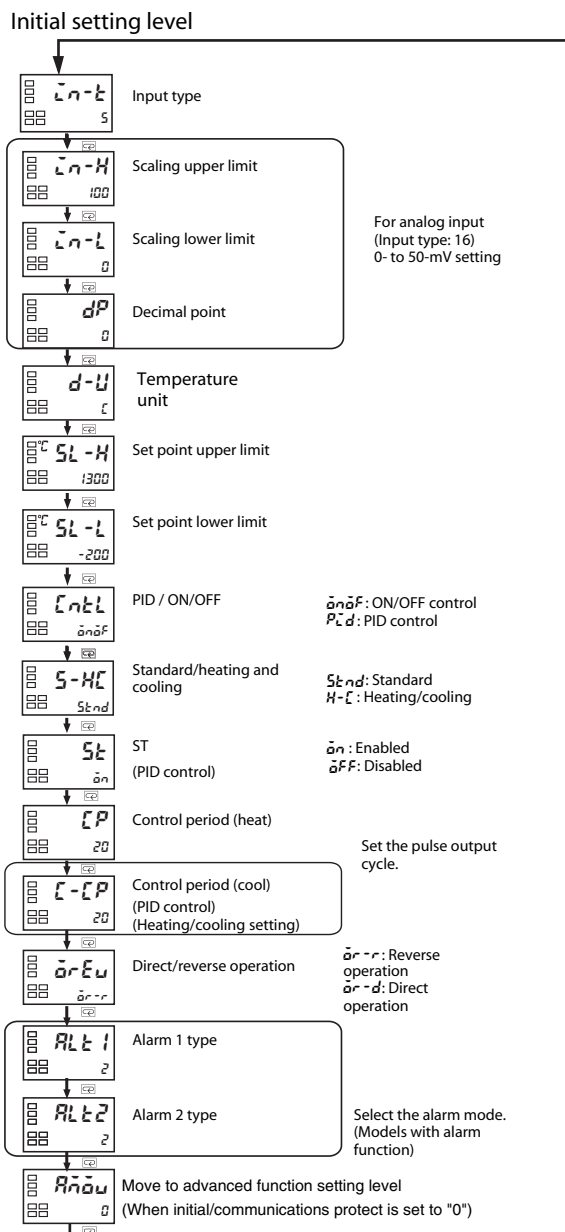 Initial setting level
in-t
5
Input type
in-H
100
Scaling upper limit
in-L
0
Scaling lower limit
For analog input
(Input type: 16)
0- to 50-mV setting
dP
0
Decimal point
d-U
C
Temperature
unit
°C SL-H
1300
Set point upper limit
°C SL-L
-200
Set point lower limit
CntL
onoF
PID / ON/OFF
onoF: ON/OFF control
Pid: PID control
S-HC
Stnd
Standard/heating and
cooling
Stnd: Standard
H-C: Heating/cooling
St
on
ST
(PID control)
on: Enabled
oFF: Disabled
CP
20
Control period (heat)
Set the pulse output
cycle.
C-CP
20
Control period (cool)
(PID control)
(Heating/cooling setting)
orEv
or-r
Direct/reverse operation
or-r: Reverse
operation
or-d: Direct
operation
ALt1
2
Alarm 1 type
ALt2
2
Alarm 2 type
Select the alarm mode.
(Models with alarm
function)
Amov
0
Move to advanced function setting level
(When initial/communications protect is set to "0")